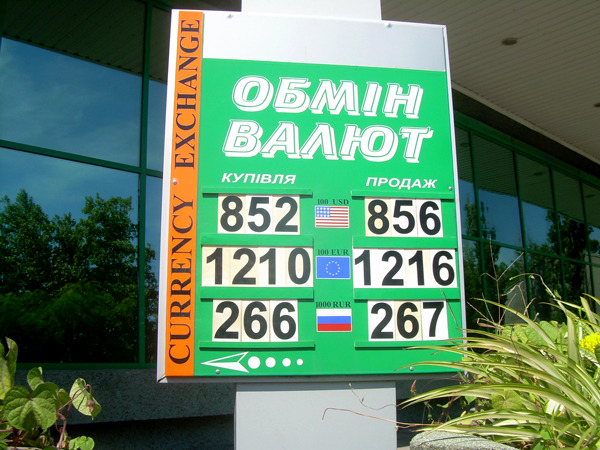 CURRENCY EXCHANGE
ОБМІН
ВАЛЮТ
КУПІВЛЯ ПРОДАЖ
852 100 USD 856
1210 100 EUR 1216
266 1000 RUR 267